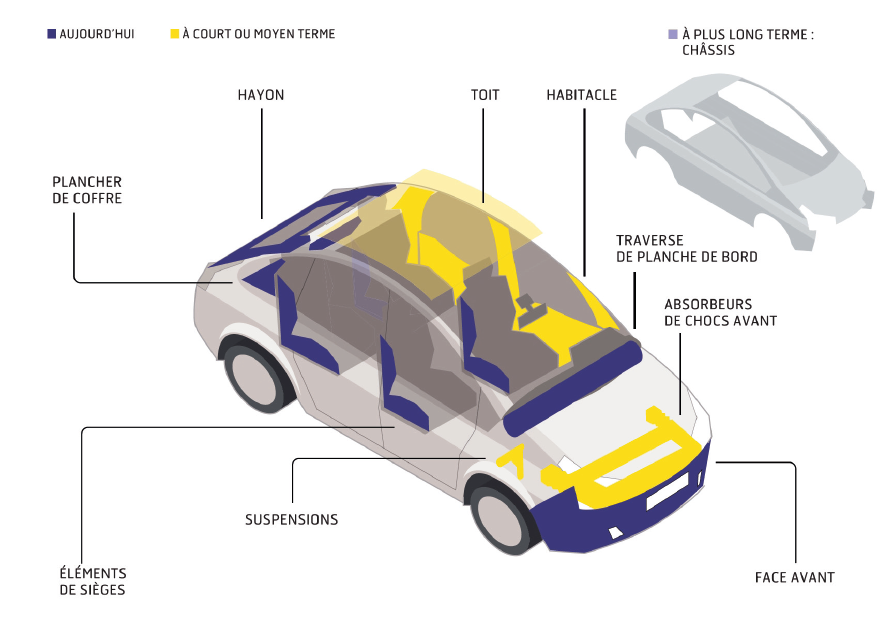 AUJOURD'HUI
À COURT OU MOYEN TERME
À PLUS LONG TERME :
CHÂSSIS
HAYON
TOIT
HABITACLE
PLANCHER
DE COFFRE
TRAVERSE
DE PLANCHE DE BORD
ABSORBEURS
DE CHOCS AVANT
SUSPENSIONS
ÉLÉMENTS
DE SIÈGES
FACE AVANT